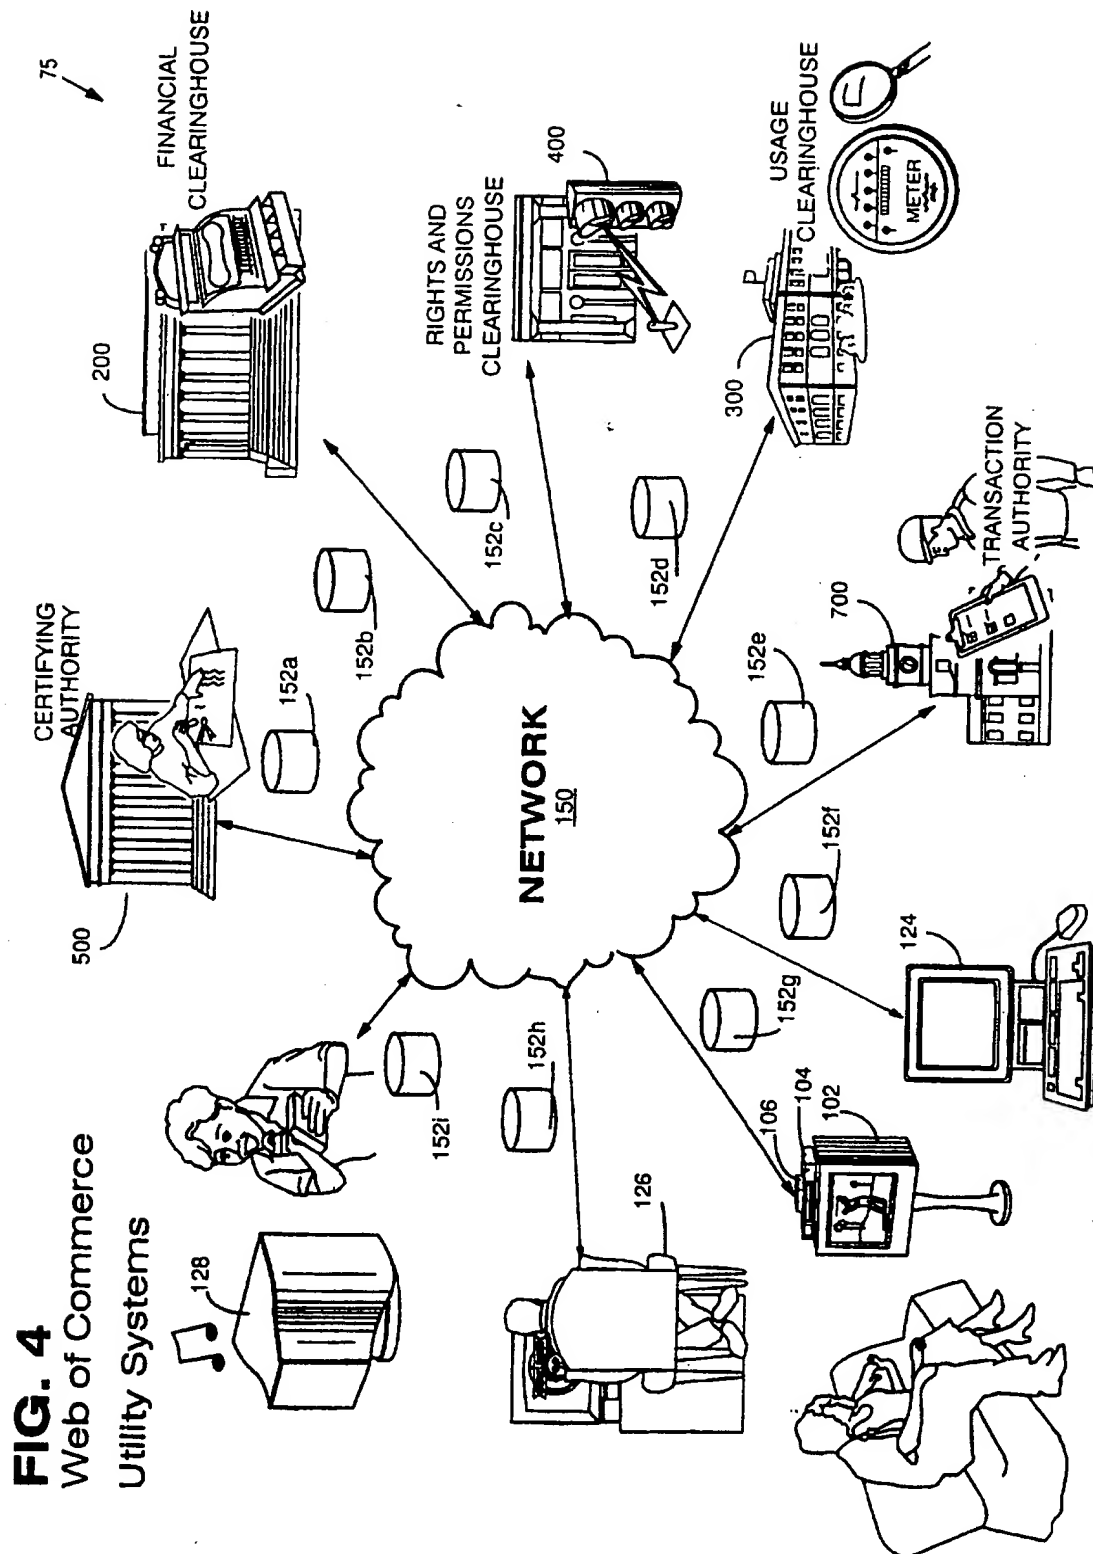 FIG. 4
Web of Commerce
Utility Systems
75
CERTIFYING
AUTHORITY
500
FINANCIAL
CLEARINGHOUSE
200
RIGHTS AND
PERMISSIONS
CLEARINGHOUSE
400
USAGE
CLEARINGHOUSE
300
METER
TRANSACTION
AUTHORITY
700
NETWORK
150
152a
152b
152c
152d
152e
152f
152g
152h
152i
128
126
106
104
102
124